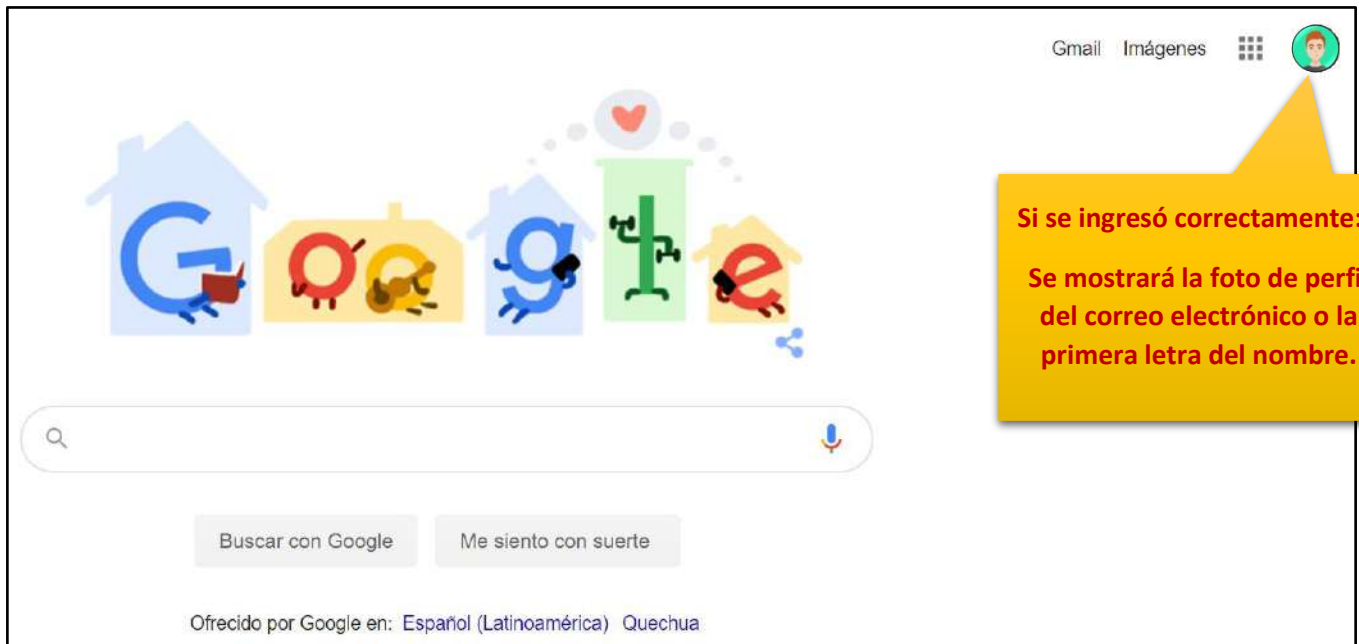 Gmail Imágenes
Google
Si se ingresó correctamente:
Se mostrará la foto de perfi
del correo electrónico o la
primera letra del nombre.
Buscar con Google Me siento con suerte
Ofrecido por Google en: Español (Latinoamérica) Quechua